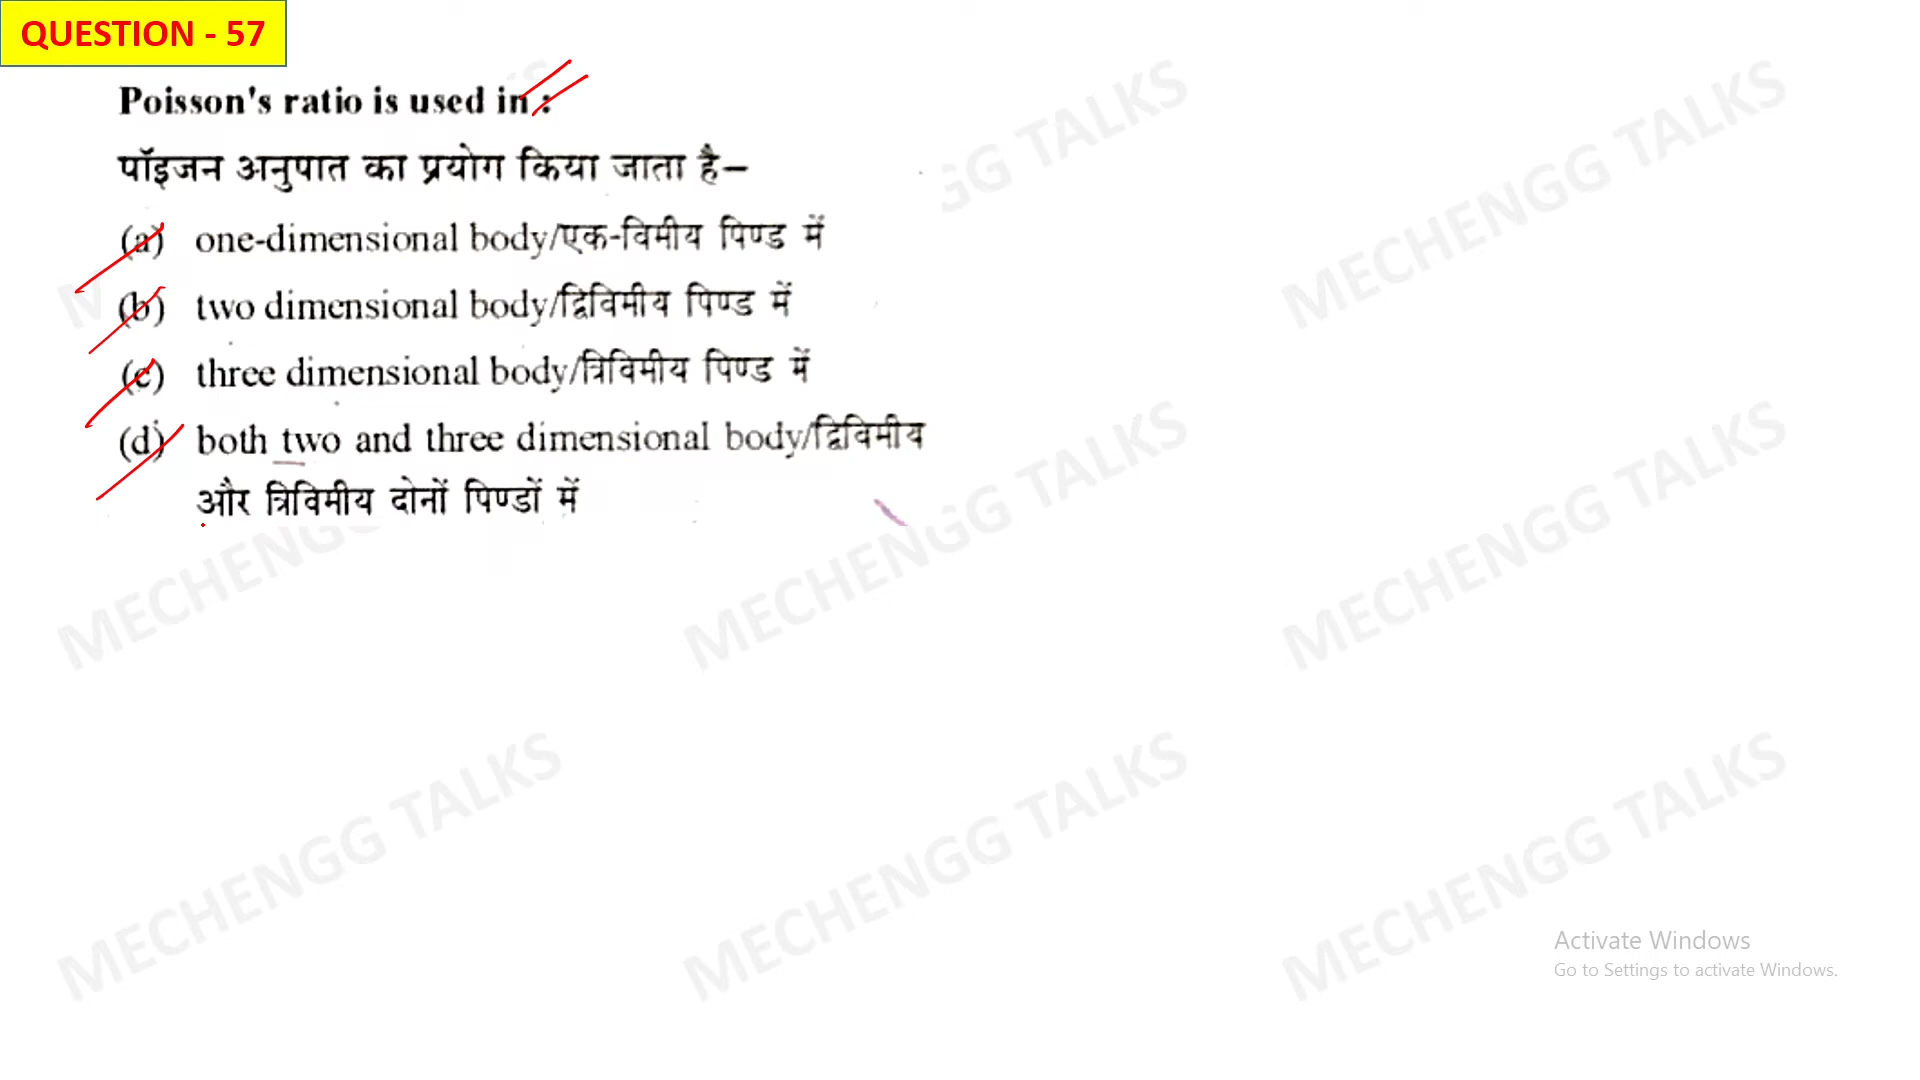 QUESTION - 57
Poisson's ratio is used in :
पॉइजन अनुपात का प्रयोग किया जाता है–
(a) one-dimensional body/एक-विमीय पिण्ड में
(b) two dimensional body/द्विविमीय पिण्ड में
(c) three dimensional body/त्रिविमीय पिण्ड में
(d) both two and three dimensional body/द्विविमीय
और त्रिविमीय दोनों पिण्डों में
GG TALKS
MECHENGG TALKS
M
MECHENGG
MECHENGG TALKS
MECHENGG TALKS
MECHENGG TALKS
MECHENGG TALKS
MECHENGG TALKS
Activate Windows
Go to Settings to activate Windows.